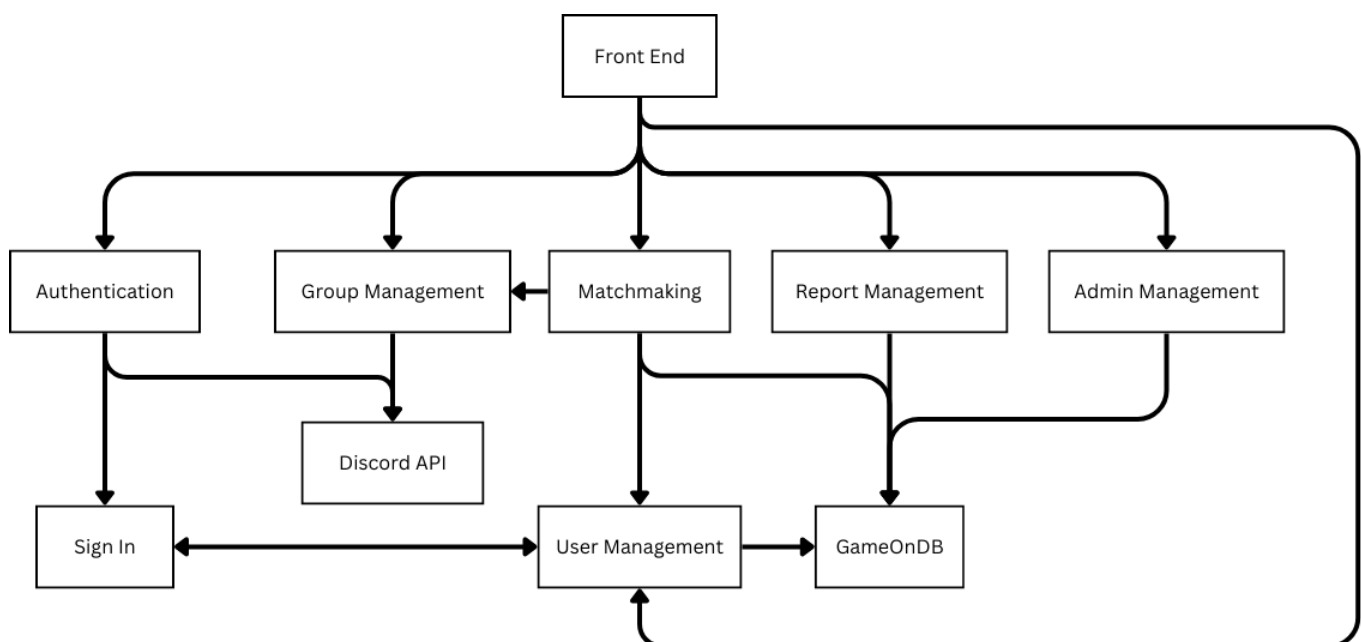 Front End
Authentication
Group Management
Matchmaking
Report Management
Admin Management
Discord API
Sign In
User Management
GameOnDB